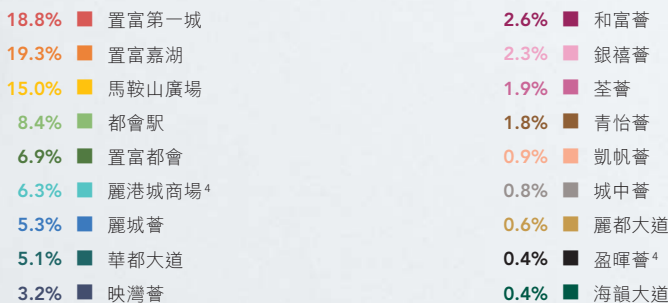 18.8% 置富第一城
19.3% 置富嘉湖
15.0% 馬鞍山廣場
8.4% 都會駅
6.9% 置富都會
6.3% 麗港城商場⁴
5.3% 麗城薈
5.1% 華都大道
3.2% 映灣薈
2.6% 和富薈
2.3% 銀禧薈
1.9% 荃薈
1.8% 青怡薈
0.9% 凱帆薈
0.8% 城中薈
0.6% 麗都大道
0.4% 盈暉薈⁴
0.4% 海韻大道